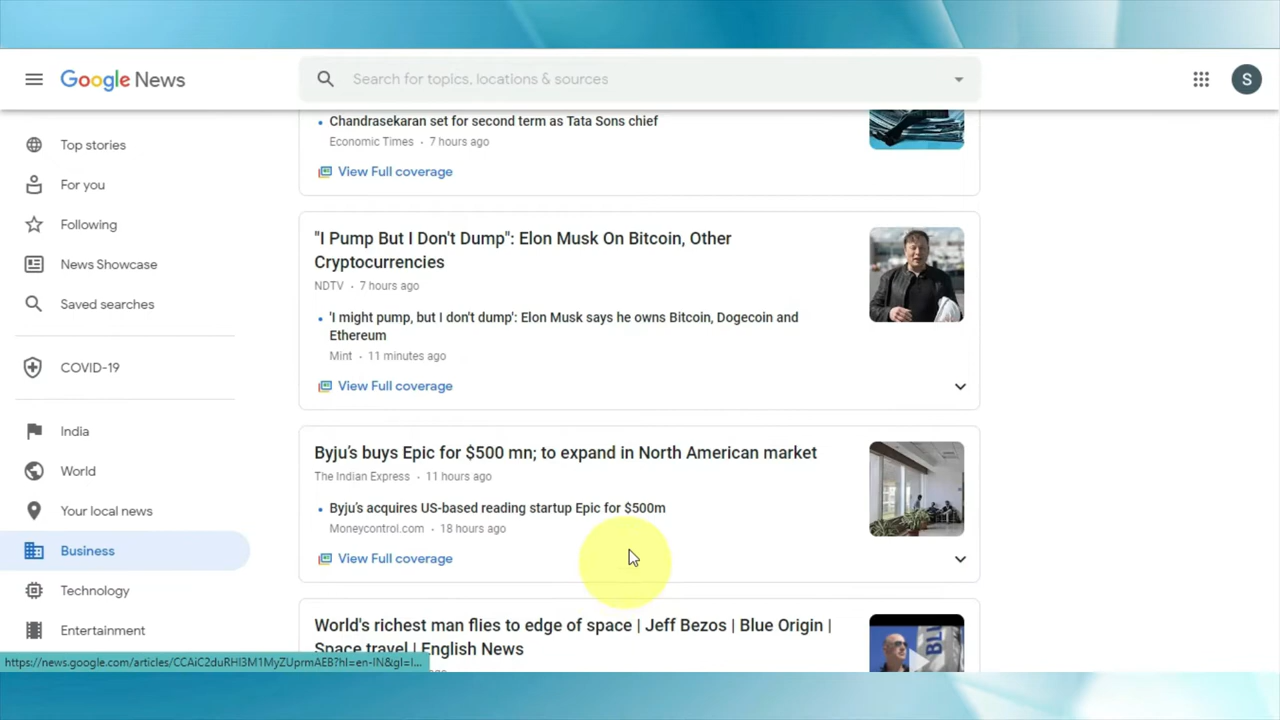 Google News
Search for topics, locations & sources
S
Top stories
For you
Following
News Showcase
Saved searches
COVID-19
India
World
Your local news
Business
Technology
Entertainment
Chandrasekaran set for second term as Tata Sons chief
Economic Times • 7 hours ago
View Full coverage
"I Pump But I Don't Dump": Elon Musk On Bitcoin, Other
Cryptocurrencies
NDTV • 7 hours ago
• 'I might pump, but I don't dump': Elon Musk says he owns Bitcoin, Dogecoin and
Ethereum
Mint • 11 minutes ago
View Full coverage
Byju's buys Epic for $500 mn; to expand in North American market
The Indian Express • 11 hours ago
• Byju's acquires US-based reading startup Epic for $500m
Moneycontrol.com • 18 hours ago
View Full coverage
World's richest man flies to edge of space | Jeff Bezos | Blue Origin |
Space travel | English News
BL